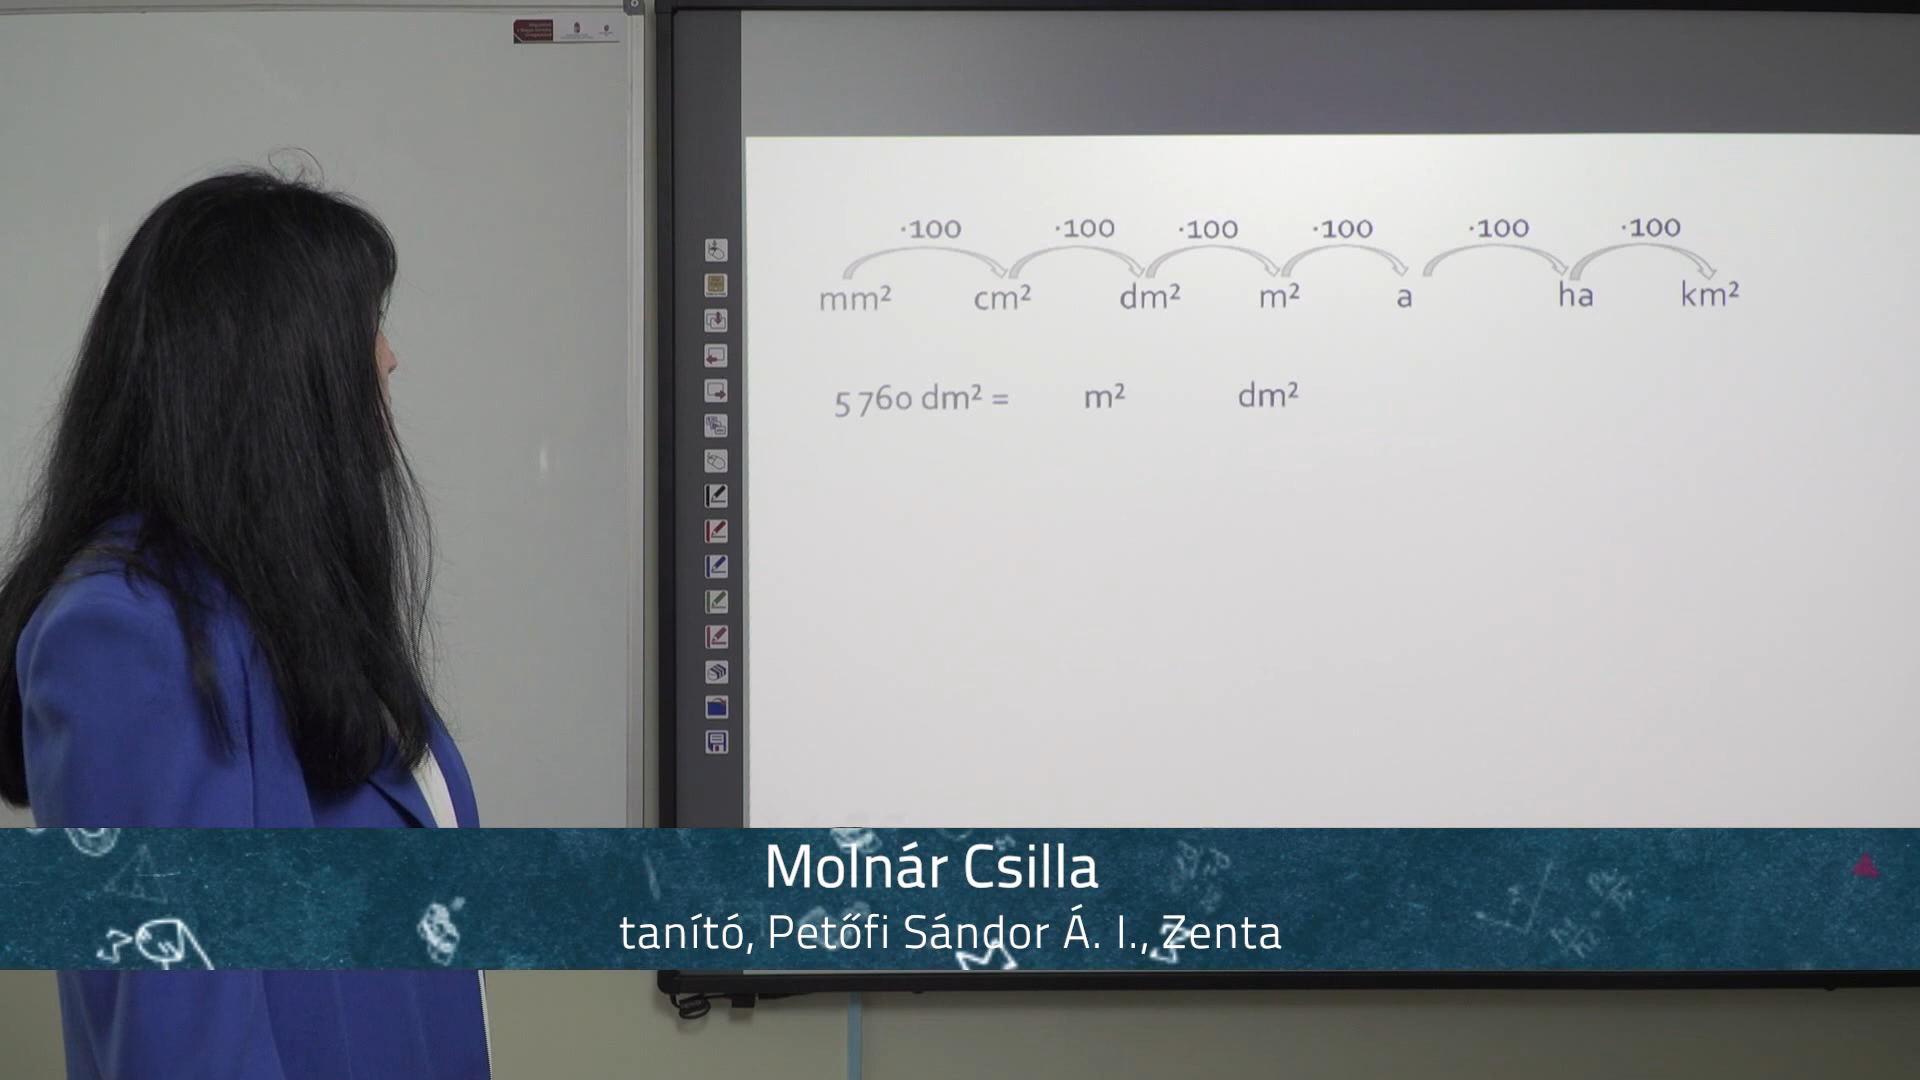 ·100 ·100 ·100 ·100 ·100 ·100
mm² cm² dm² m² a ha km²
5 760 dm² = m² dm²
Molnár Csilla
tanító, Petőfi Sándor Á. I., Zenta